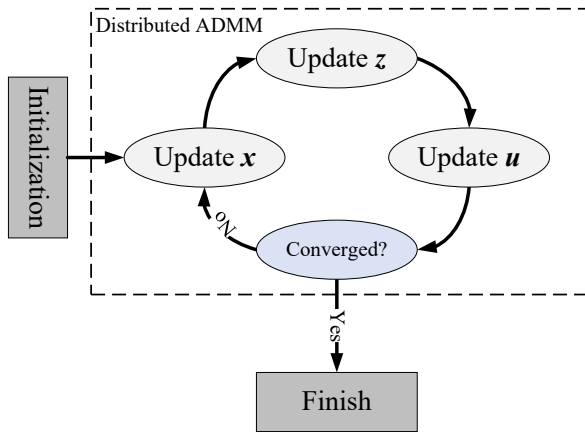 Distributed ADMM
Update z
Initialization
Update x
Update u
No
Converged?
Yes
Finish